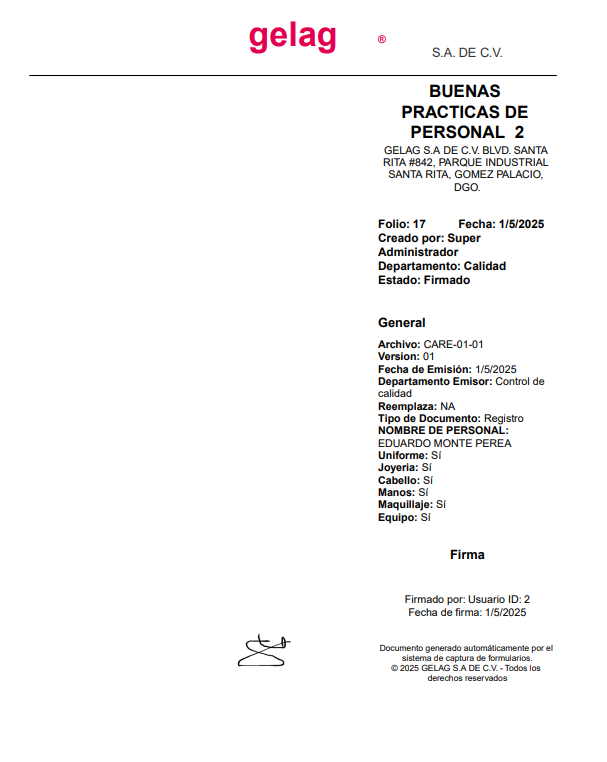 gelag ® S.A. DE C.V.
BUENAS
PRACTICAS DE
PERSONAL 2
GELAG S.A DE C.V. BLVD. SANTA
RITA #842, PARQUE INDUSTRIAL
SANTA RITA, GOMEZ PALACIO,
DGO.
Folio: 17 Fecha: 1/5/2025
Creado por: Super
Administrador
Departamento: Calidad
Estado: Firmado
General
Archivo: CARE-01-01
Version: 01
Fecha de Emisión: 1/5/2025
Departamento Emisor: Control de
calidad
Reemplaza: NA
Tipo de Documento: Registro
NOMBRE DE PERSONAL:
EDUARDO MONTE PEREA
Uniforme: Sí
Joyeria: Sí
Cabello: Sí
Manos: Sí
Maquillaje: Sí
Equipo: Sí
Firma
Firmado por: Usuario ID: 2
Fecha de firma: 1/5/2025
Documento generado automáticamente por el
sistema de captura de formularios.
© 2025 GELAG S.A DE C.V. - Todos los
derechos reservados